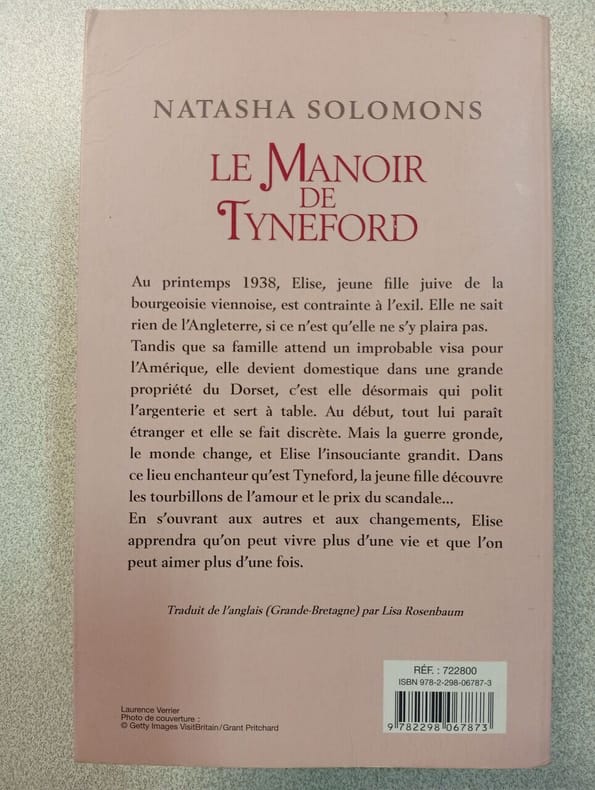 NATASHA SOLOMONS
LE MANOIR
DE
TYNEFORD
Au printemps 1938, Elise, jeune fille juive de la
bourgeoisie viennoise, est contrainte à l'exil. Elle ne sait
rien de l'Angleterre, si ce n'est qu'elle ne s'y plaira pas.
Tandis que sa famille attend un improbable visa pour
l'Amérique, elle devient domestique dans une grande
propriété du Dorset, c'est elle désormais qui polit
l'argenterie et sert à table. Au début, tout lui paraît
étranger et elle se fait discrète. Mais la guerre gronde,
le monde change, et Elise l'insouciante grandit. Dans
ce lieu enchanteur qu'est Tyneford, la jeune fille découvre
les tourbillons de l'amour et le prix du scandale...
En s'ouvrant aux autres et aux changements, Elise
apprendra qu'on peut vivre plus d'une vie et que l'on
peut aimer plus d'une fois.
Traduit de l'anglais (Grande-Bretagne) par Lisa Rosenbaum
RÉF. : 722800
ISBN 978-2-298-06787-3
9 782298 067873
Laurence Verrier
Photo de couverture :
© Getty Images VisitBritain/Grant Pritchard